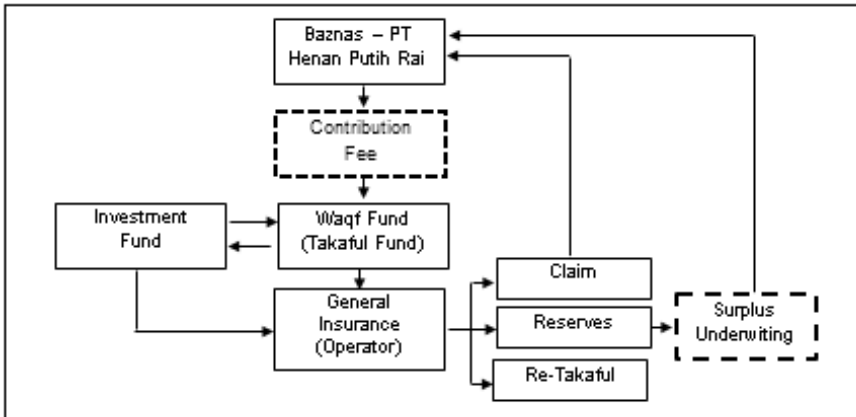 Baznas – PT
Henan Putih Rai
Contribution
Fee
Investment
Fund
Waqf Fund
(Takaful Fund)
General
Insurance
(Operator)
Claim
Reserves
Re-Takaful
Surplus
Underwiting